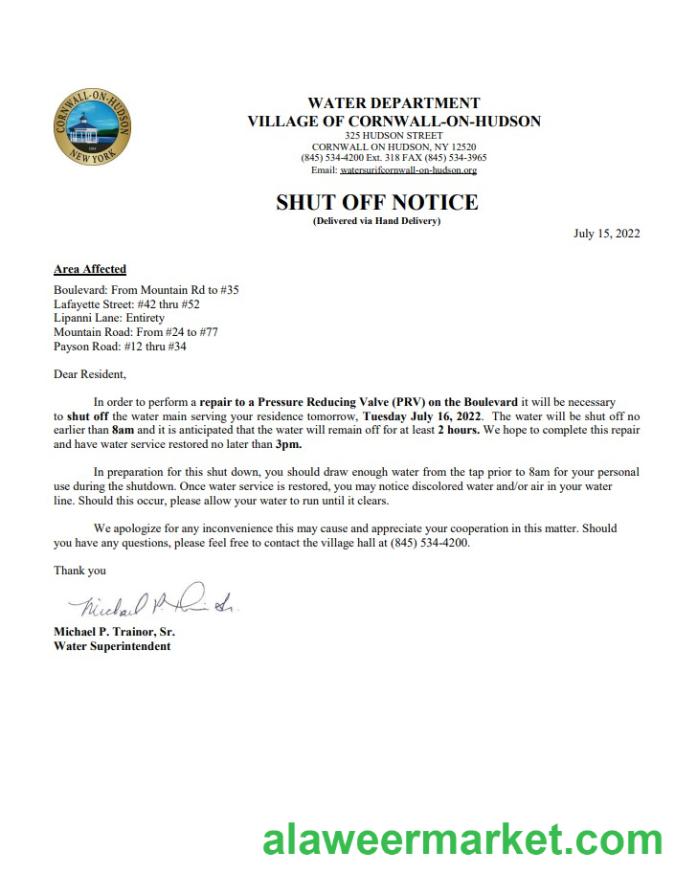 CORNWALL-ON-HUDSON
NEW YORK
WATER DEPARTMENT
VILLAGE OF CORNWALL-ON-HUDSON
325 HUDSON STREET
CORNWALL ON HUDSON, NY 12520
(845) 534-4200 Ext. 318 FAX (845) 534-3965
Email: watersurifcornwall-on-hudson.org
SHUT OFF NOTICE
(Delivered via Hand Delivery)
July 15, 2022
Area Affected
Boulevard: From Mountain Rd to #35
Lafayette Street: #42 thru #52
Lipanni Lane: Entirety
Mountain Road: From #24 to #77
Payson Road: #12 thru #34
Dear Resident,
In order to perform a repair to a Pressure Reducing Valve (PRV) on the Boulevard it will be necessary
to shut off the water main serving your residence tomorrow, Tuesday July 16, 2022. The water will be shut off no
earlier than 8am and it is anticipated that the water will remain off for at least 2 hours. We hope to complete this repair
and have water service restored no later than 3pm.
In preparation for this shut down, you should draw enough water from the tap prior to 8am for your personal
use during the shutdown. Once water service is restored, you may notice discolored water and/or air in your water
line. Should this occur, please allow your water to run until it clears.
We apologize for any inconvenience this may cause and appreciate your cooperation in this matter. Should
you have any questions, please feel free to contact the village hall at (845) 534-4200.
Thank you
Michael P. Trainor, Sr.
Water Superintendent
alaweermarket.com